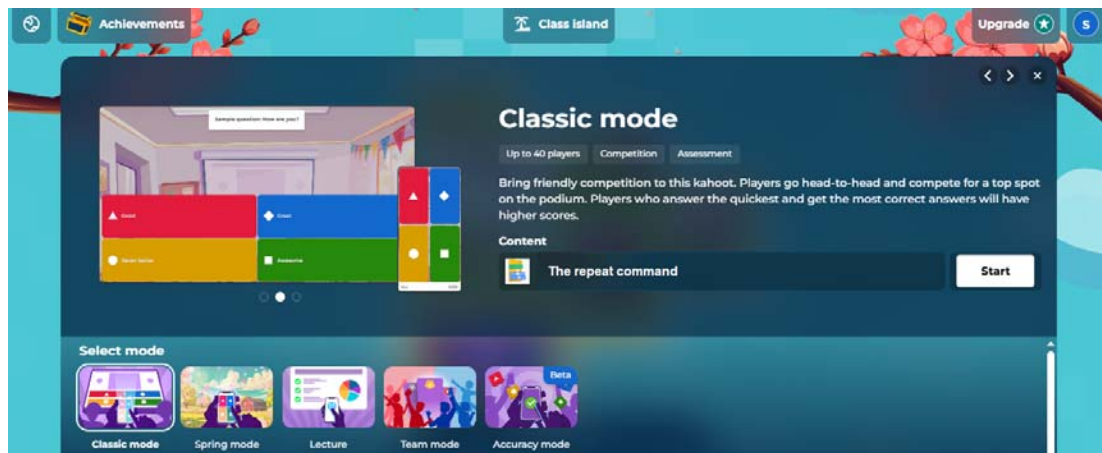 Achievements
Class island
Upgrade
S
Sample question: How are you?
Good
Great
Awesome
Classic mode
Up to 40 players Competition Assessment
Bring friendly competition to this kahoot. Players go head-to-head and compete for a top spot
on the podium. Players who answer the quickest and get the most correct answers will have
higher scores.
Content
The repeat command
Start
Select mode
Beta
Classic mode Spring mode Lecture Team mode Accuracy mode